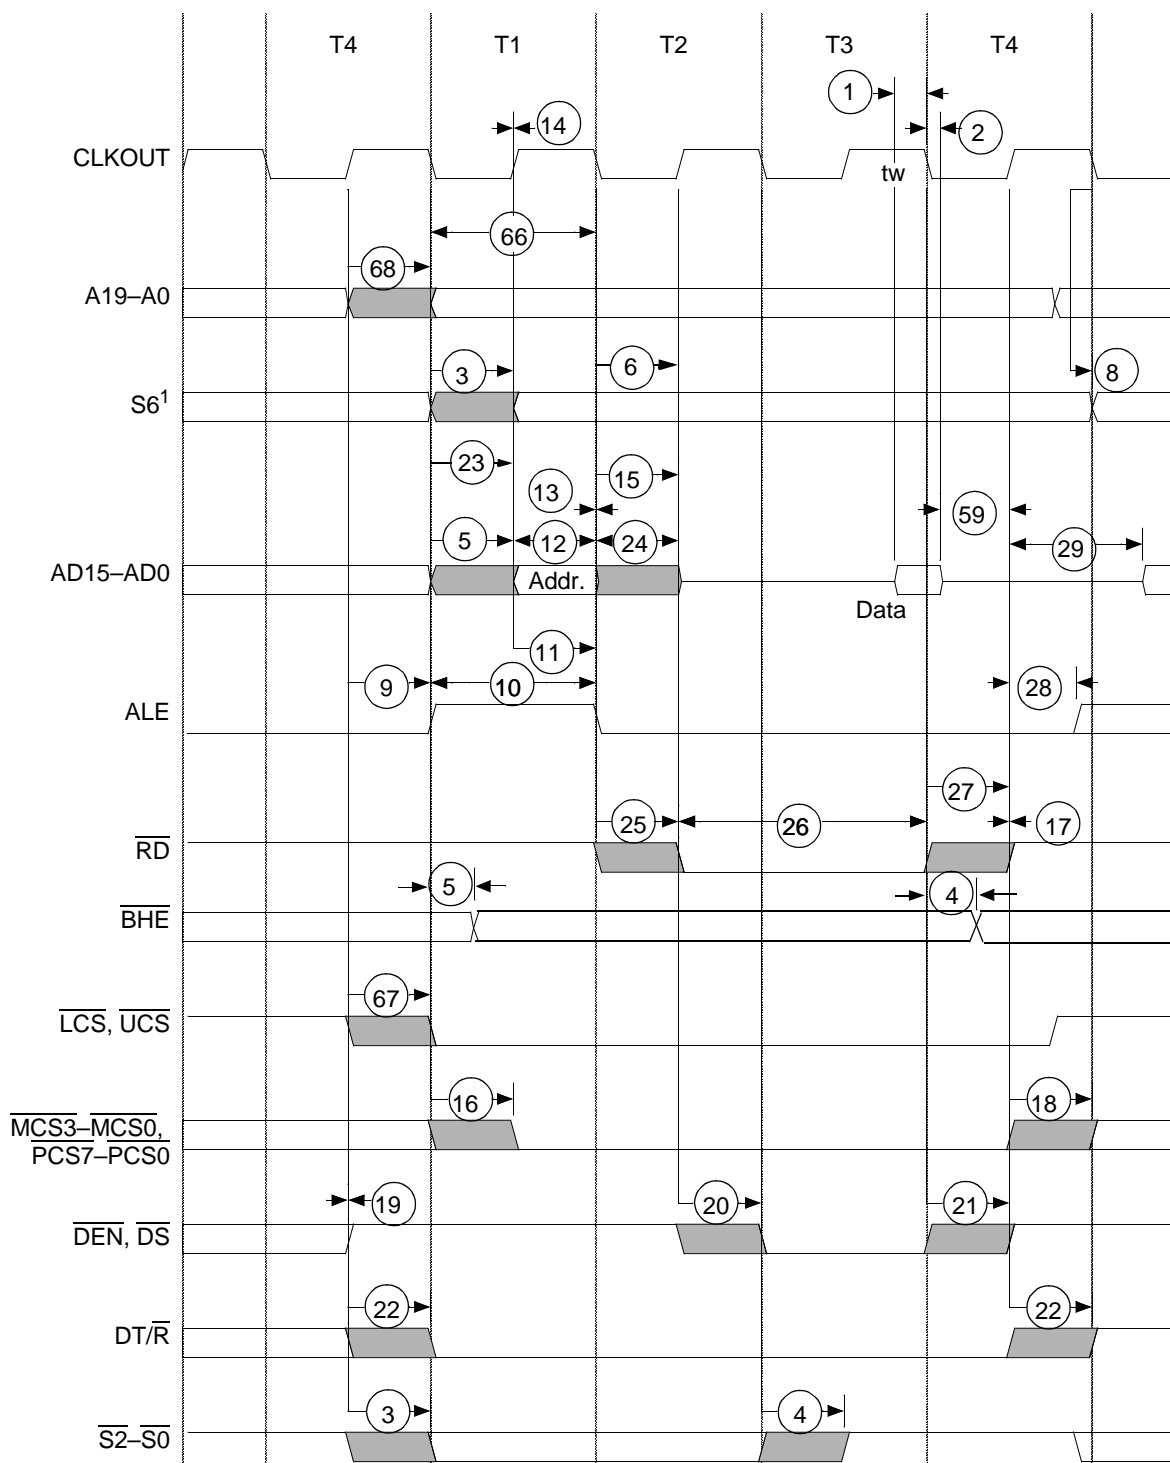 T4 T1 T2 T3 T4
1
14 2
CLKOUT
tw
66
68
A19–A0
3 6 8
S6¹
23 15
13
59
5 12 24 29
AD15–AD0 Addr.
Data
11
9 10 28
ALE
27
25 26 17
RD
5 4
BHE
67
LCS, UCS
16 18
MCS3–MCS0,
PCS7–PCS0
19 20 21
DEN, DS
22 22
DT/R
3 4
S2–S0